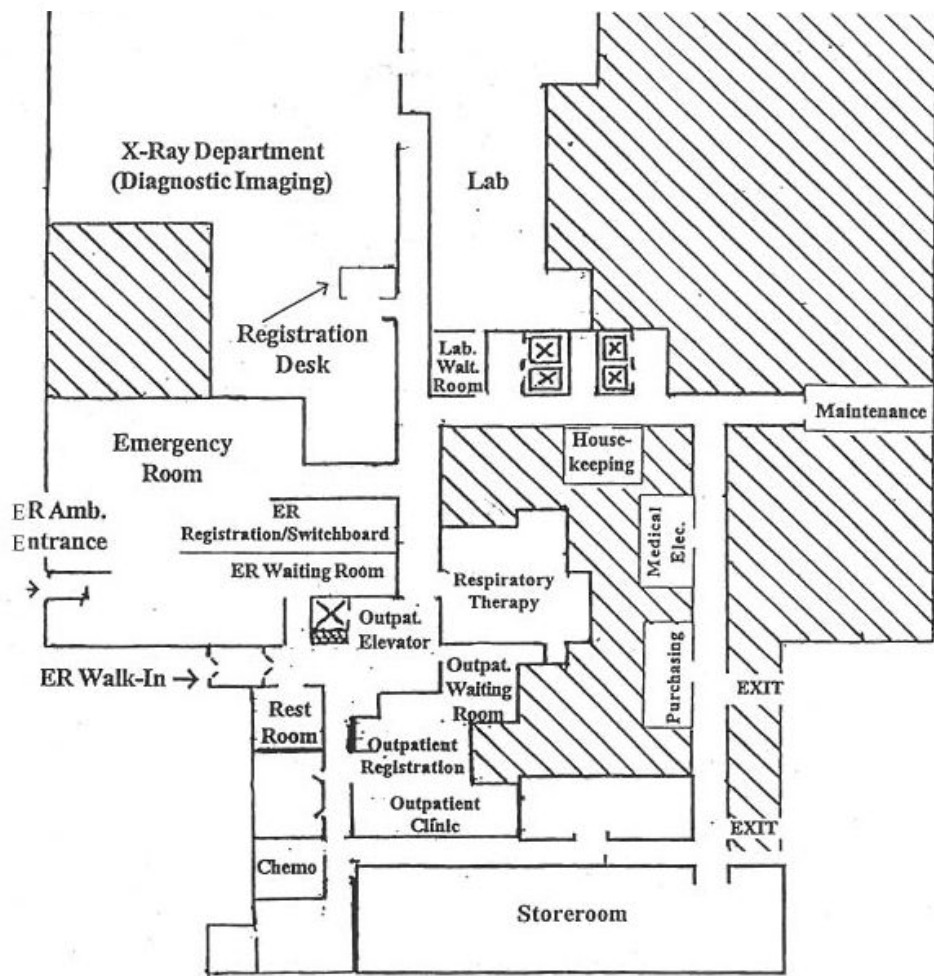 X-Ray Department
(Diagnostic Imaging)
Lab
Registration
Desk
Lab.
Wait.
Room
Maintenance
House-
keeping
Emergency
Room
ER Amb.
Entrance
ER
Registration/Switchboard
ER Waiting Room
Medical
Elec.
Respiratory
Therapy
Outpat.
Elevator
ER Walk-In
Outpat.
Waiting
Room
Purchasing
EXIT
Rest
Room
Outpatient
Registration
Outpatient
Clinic
EXIT
Chemo
Storeroom